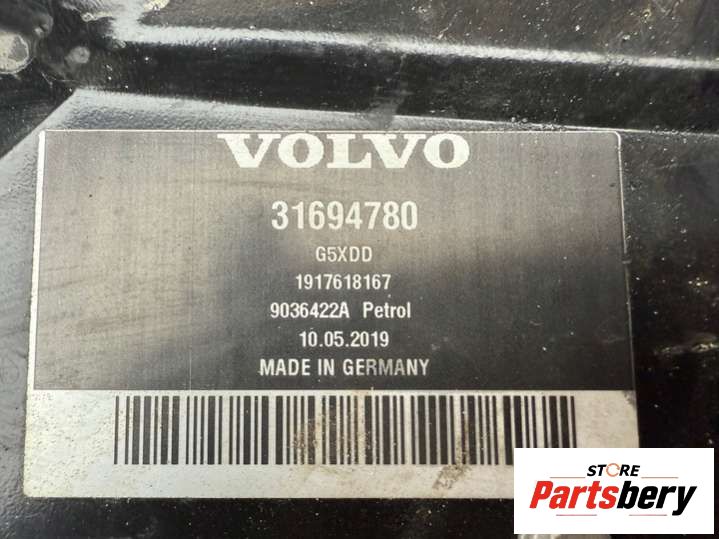 VOLVO
31694780
G5XDD
1917618167
9036422A Petrol
10.05.2019
MADE IN GERMANY
STORE
Partsbery